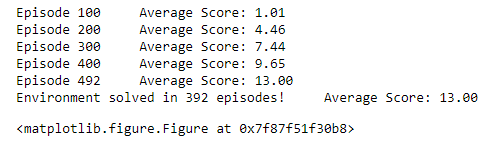 Episode 100	Average Score: 1.01
Episode 200	Average Score: 4.46
Episode 300	Average Score: 7.44
Episode 400	Average Score: 9.65
Episode 492	Average Score: 13.00
Environment solved in 392 episodes!	Average Score: 13.00
<matplotlib.figure.Figure at 0x7f87f51f30b8>